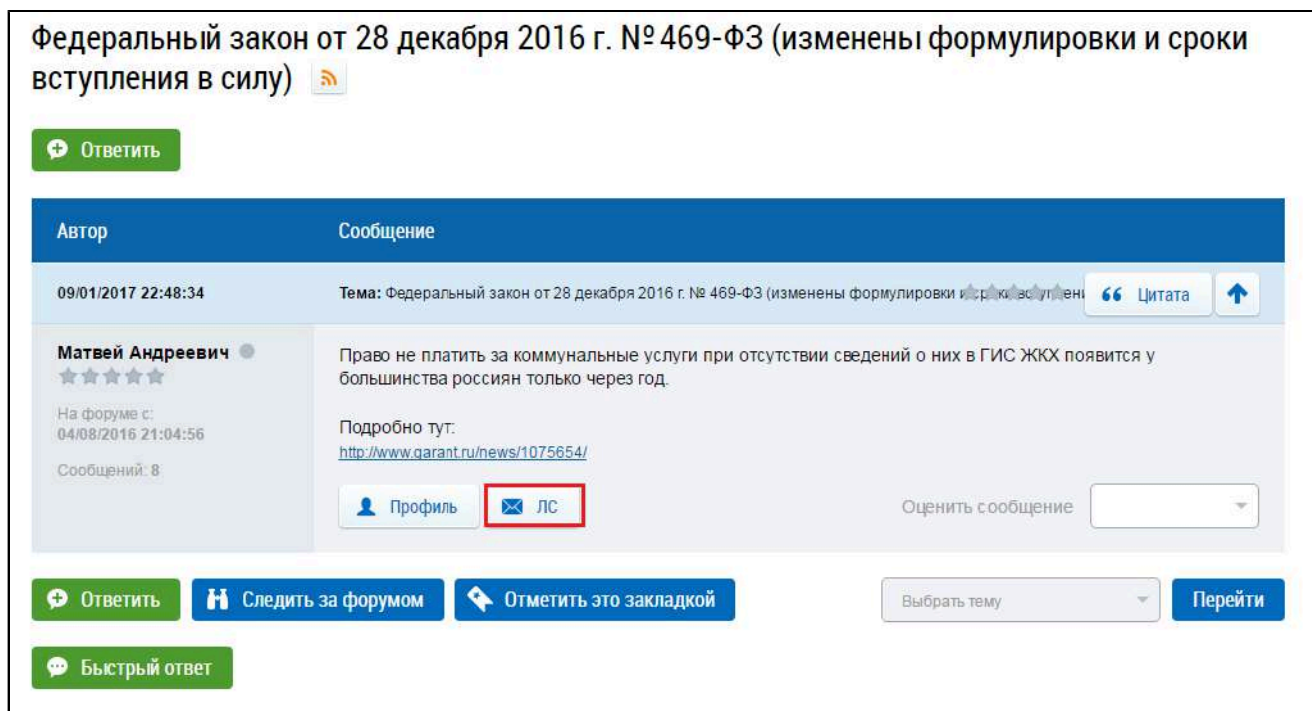 Федеральный закон от 28 декабря 2016 г. № 469-ФЗ (изменены формулировки и сроки
вступления в силу)
Ответить
Автор Сообщение
09/01/2017 22:48:34 Тема: Федеральный закон от 28 декабря 2016 г. № 469-ФЗ (изменены формулировки Цитата
Матвей Андреевич
Право не платить за коммунальные услуги при отсутствии сведений о них в ГИС ЖКХ появится у
большинства россиян только через год.
На форуме с:
04/08/2016 21:04:56
Сообщений: 8
Подробно тут:
http://www.garant.ru/news/1075654/
Профиль ЛС Оценить сообщение
Ответить Следить за форумом Отметить это закладкой Выбрать тему Перейти
Быстрый ответ